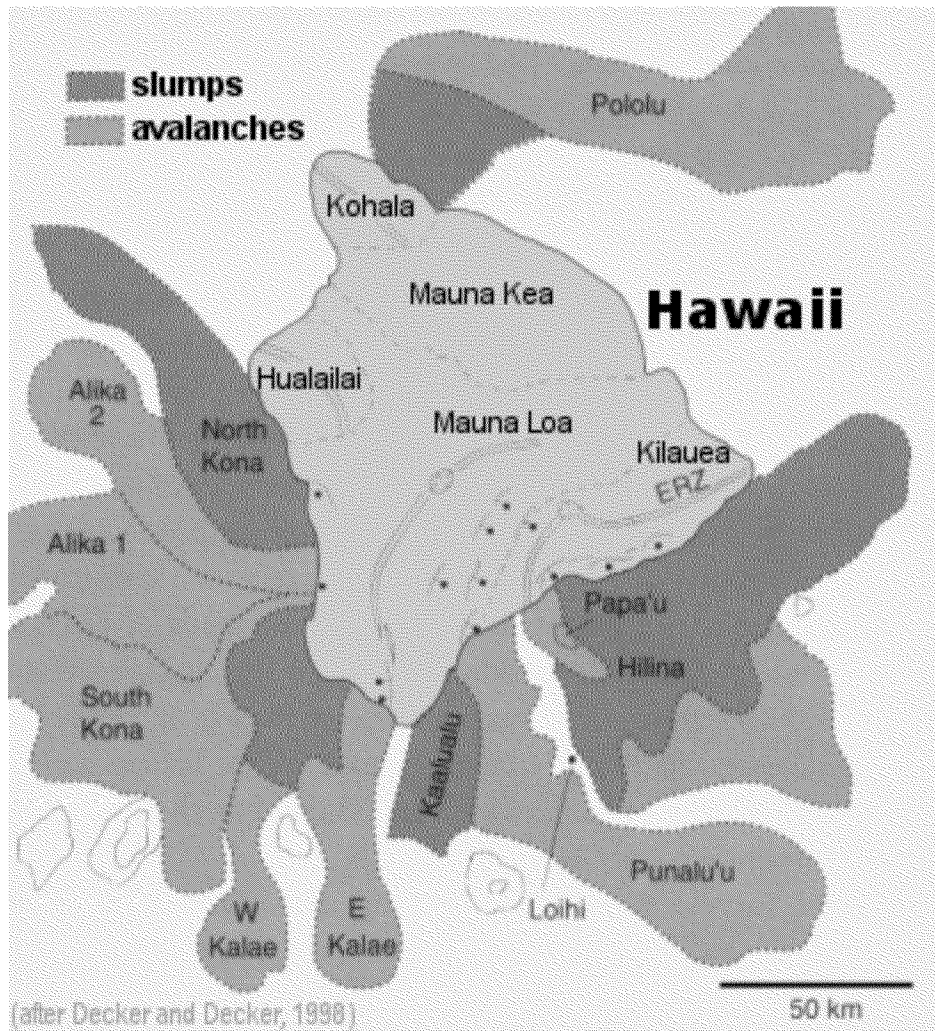 slumps
avalanches
Pololu
Kohala
Mauna Kea
Hawaii
Hualailai
Alika
2
North
Kona
Mauna Loa
Kilauea
ERZ
Alika 1
Papa'u
Hilina
South
Kona
Kaalualu
Punalu'u
Loihi
W
Kalae
E
Kalae
50 km
(after Decker and Decker, 1998)